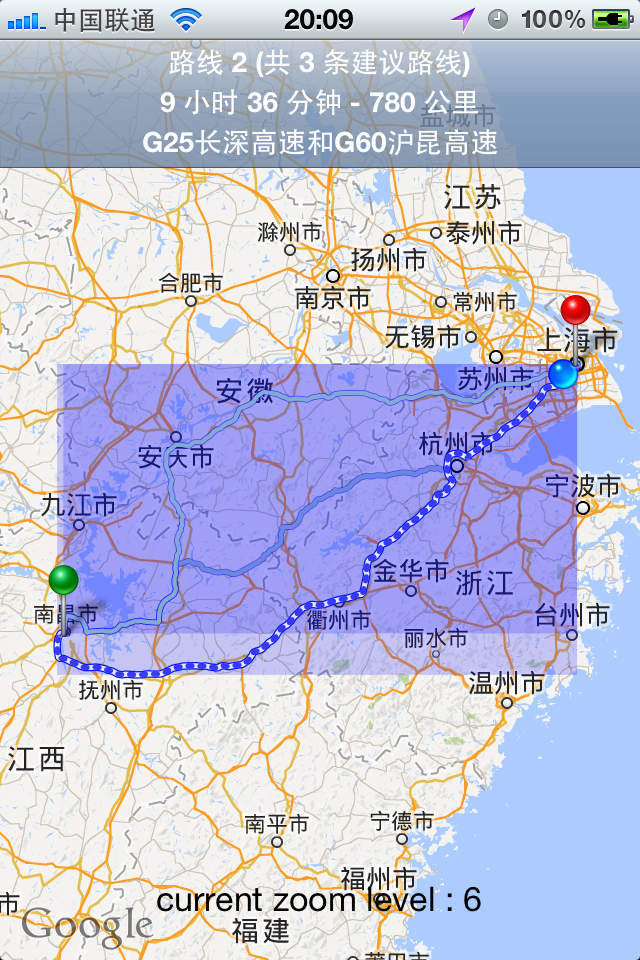 中国联通 20:09 100%
路线 2 (共 3 条建议路线)
9 小时 36 分钟 - 780 公里
盐城市
G25长深高速和G60沪昆高速
江苏
滁州市 泰州市
扬州市
合肥市
南京市 常州市
无锡市 上海市
苏州市
安徽
杭州市
安庆市
宁波市
九江市
金华市 浙江
南昌市 衢州市 台州市
丽水市
抚州市 温州市
江西
南平市 宁德市
福州市
current zoom level : 6
市
Google 福建
莆田市